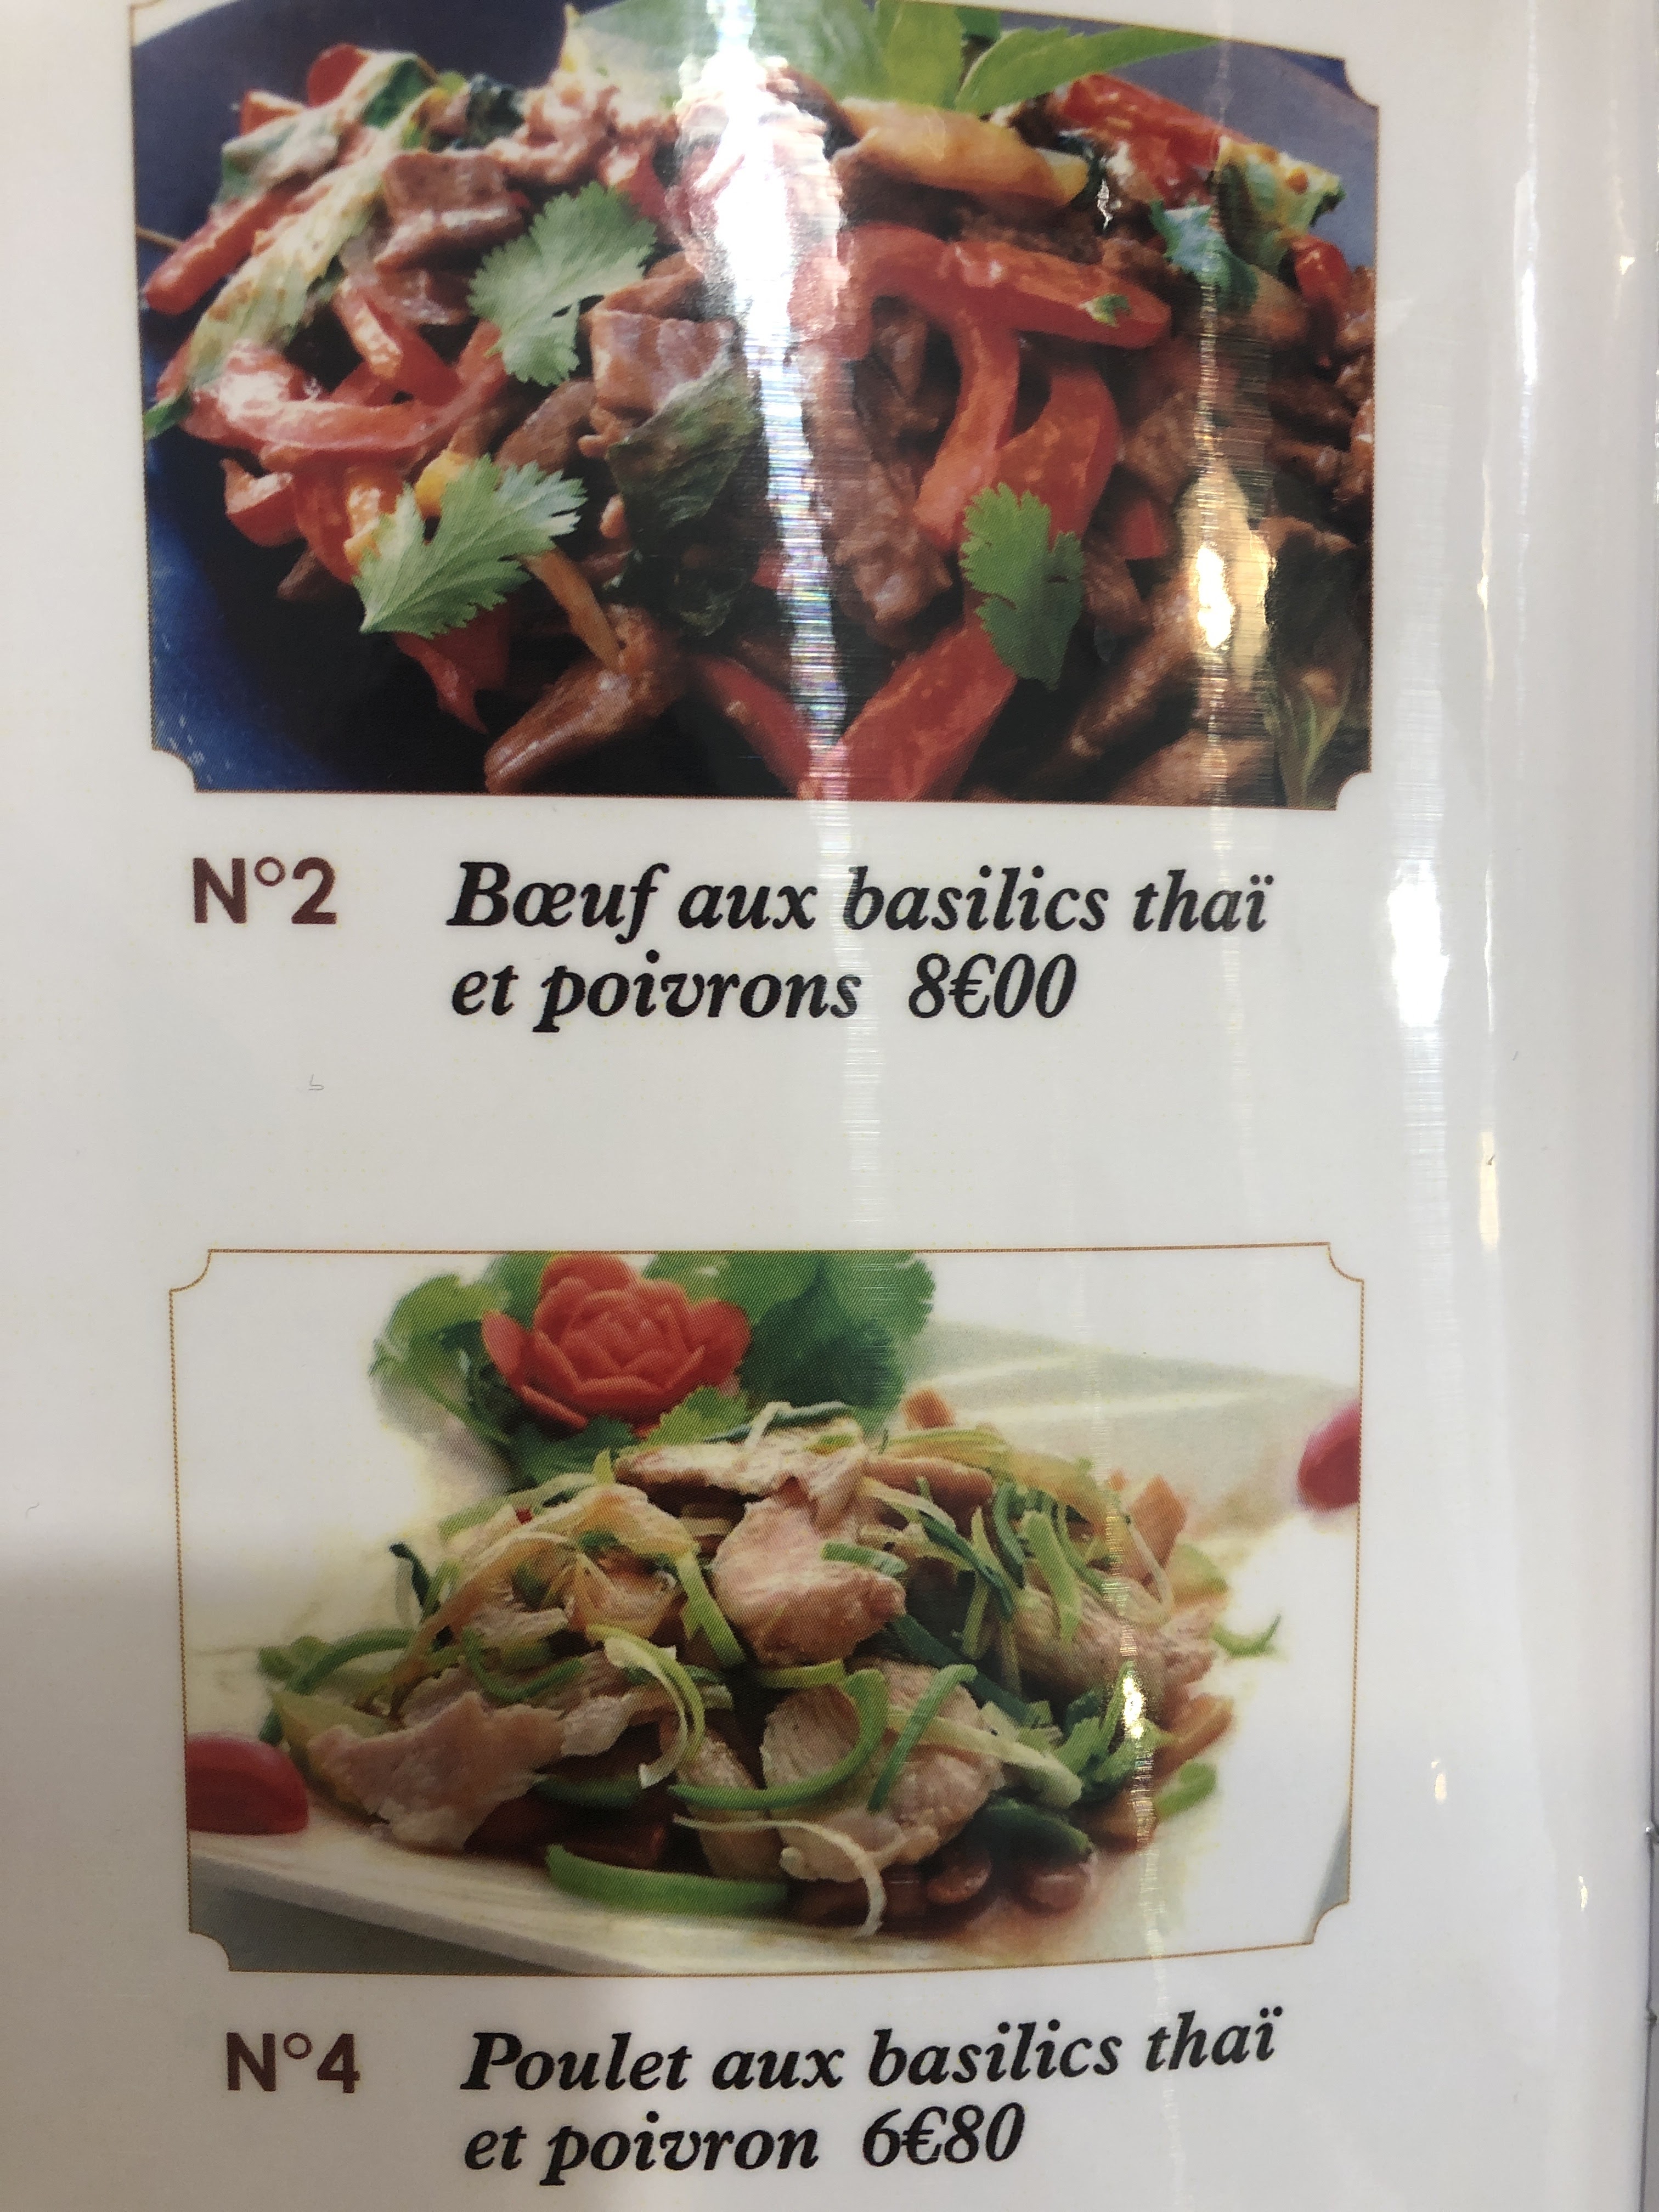 N°2 Bœuf aux basilics thaï
et poivrons 8€00
N°4 Poulet aux basilics thaï
et poivron 6€80